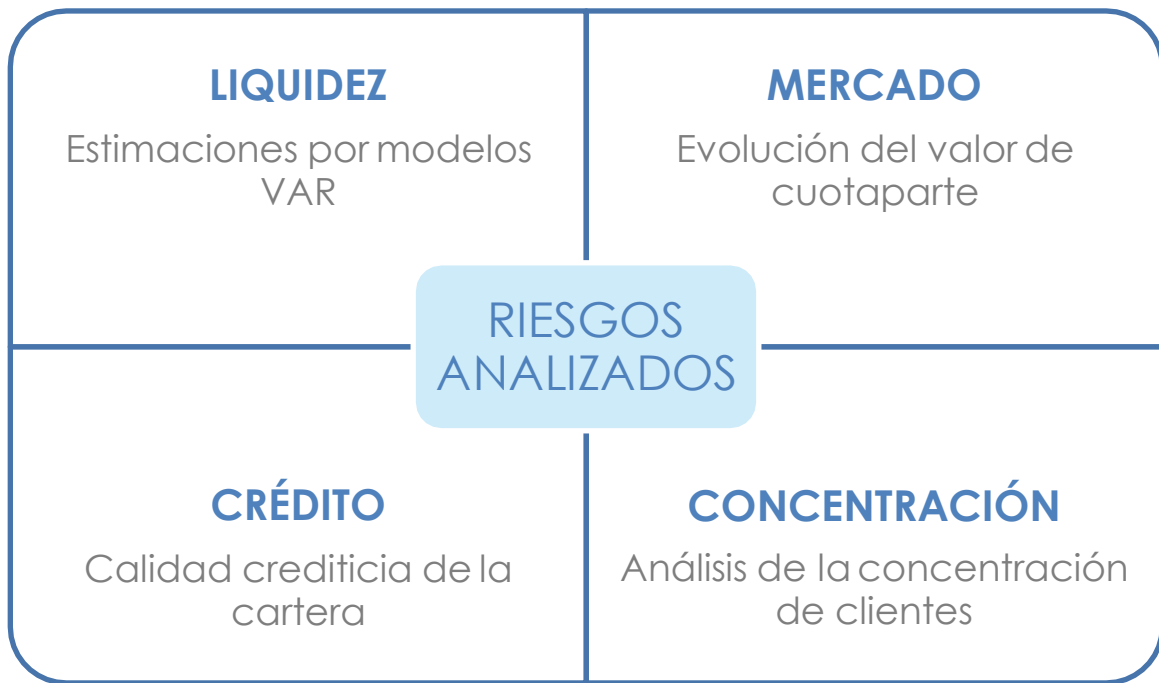 LIQUIDEZ
Estimaciones por modelos
VAR
MERCADO
Evolución del valor de
cuotaparte
RIESGOS
ANALIZADOS
CRÉDITO
Calidad crediticia de la
cartera
CONCENTRACIÓN
Análisis de la concentración
de clientes